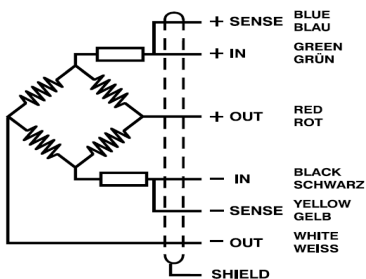 + SENSE BLUE
BLAU
+ IN GREEN
GRÜN
+ OUT RED
ROT
− IN BLACK
SCHWARZ
− SENSE YELLOW
GELB
− OUT WHITE
WEISS
SHIELD